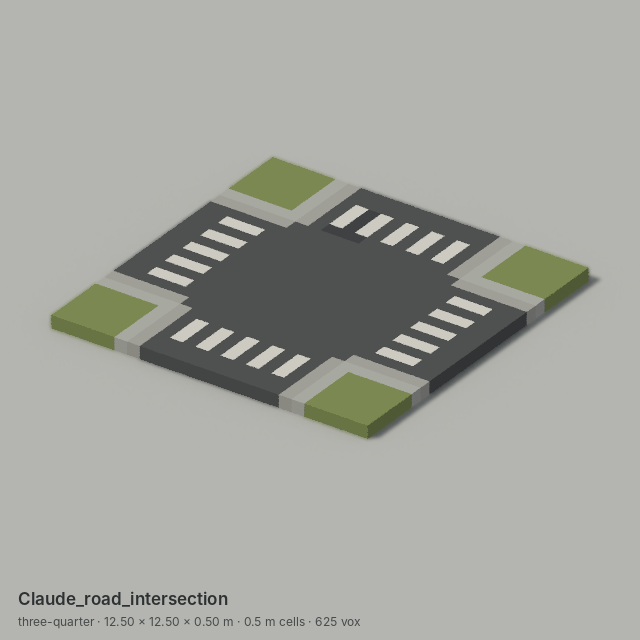 Claude_road_intersection
three-quarter · 12.50 × 12.50 × 0.50 m · 0.5 m cells · 625 vox